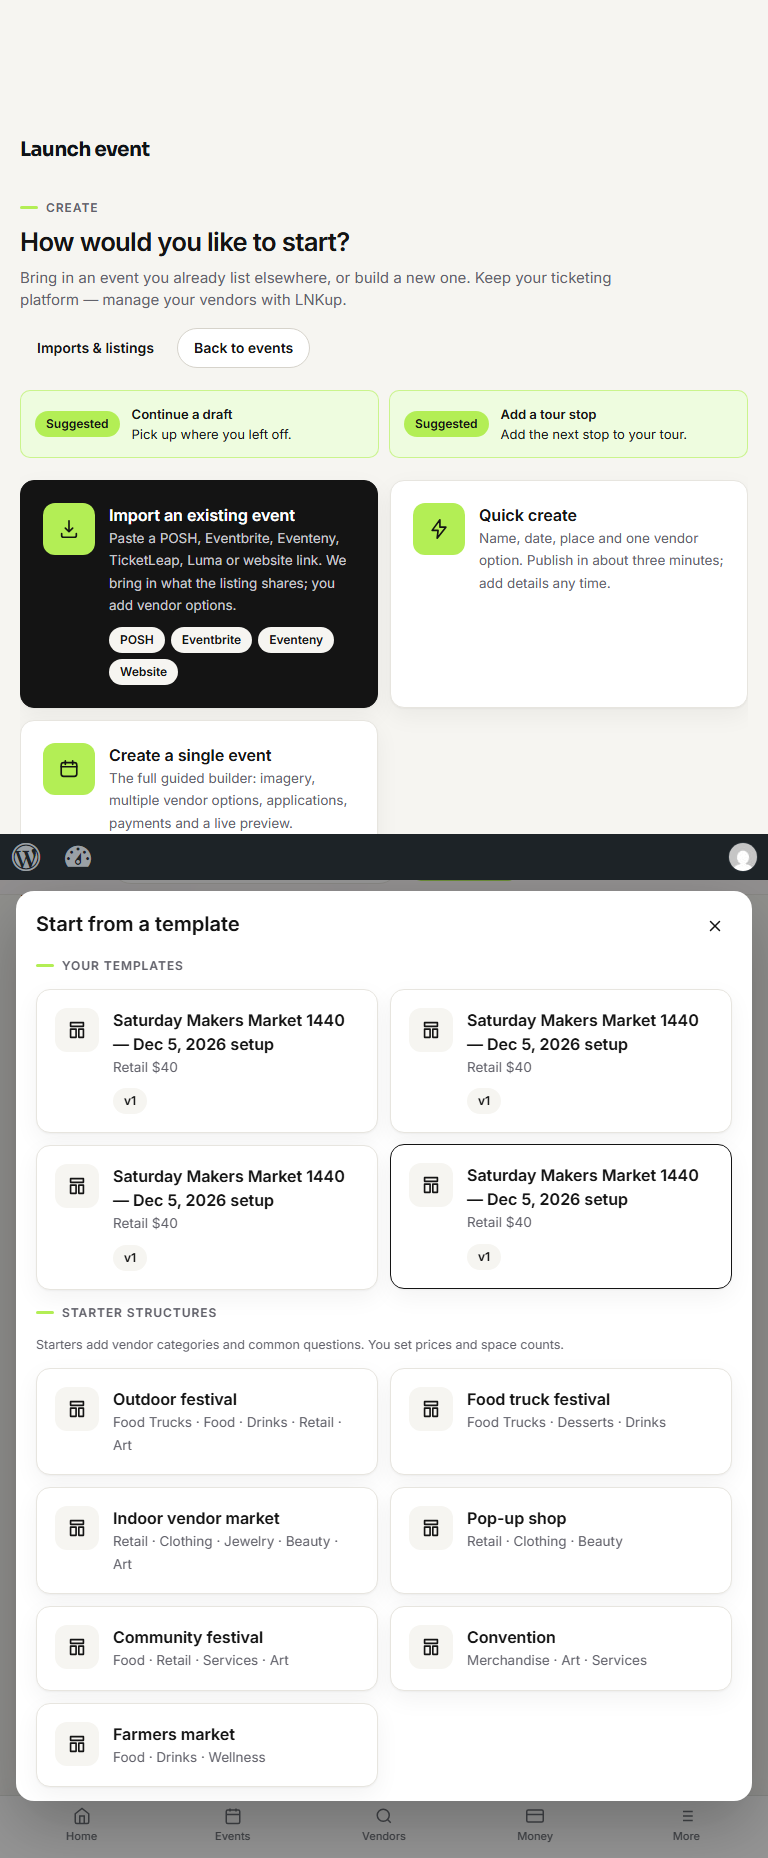 Launch event
CREATE
How would you like to start?
Bring in an event you already list elsewhere, or build a new one. Keep your ticketing
platform — manage your vendors with LNKup.
Imports & listings
Back to events
Suggested
Continue a draft
Pick up where you left off.
Suggested
Add a tour stop
Add the next stop to your tour.
Import an existing event
Paste a POSH, Eventbrite, Eventeny,
TicketLeap, Luma or website link. We
bring in what the listing shares; you
add vendor options.
POSH
Eventbrite
Eventeny
Website
Quick create
Name, date, place and one vendor
option. Publish in about three minutes;
add details any time.
Create a single event
The full guided builder: imagery,
multiple vendor options, applications,
payments and a live preview.
Start from a template
YOUR TEMPLATES
Saturday Makers Market 1440
— Dec 5, 2026 setup
Retail $40
v1
Saturday Makers Market 1440
— Dec 5, 2026 setup
Retail $40
v1
Saturday Makers Market 1440
— Dec 5, 2026 setup
Retail $40
v1
Saturday Makers Market 1440
— Dec 5, 2026 setup
Retail $40
v1
STARTER STRUCTURES
Starters add vendor categories and common questions. You set prices and space counts.
Outdoor festival
Food Trucks · Food · Drinks · Retail ·
Art
Food truck festival
Food Trucks · Desserts · Drinks
Indoor vendor market
Retail · Clothing · Jewelry · Beauty ·
Art
Pop-up shop
Retail · Clothing · Beauty
Community festival
Food · Retail · Services · Art
Convention
Merchandise · Art · Services
Farmers market
Food · Drinks · Wellness
Home
Events
Vendors
Money
More